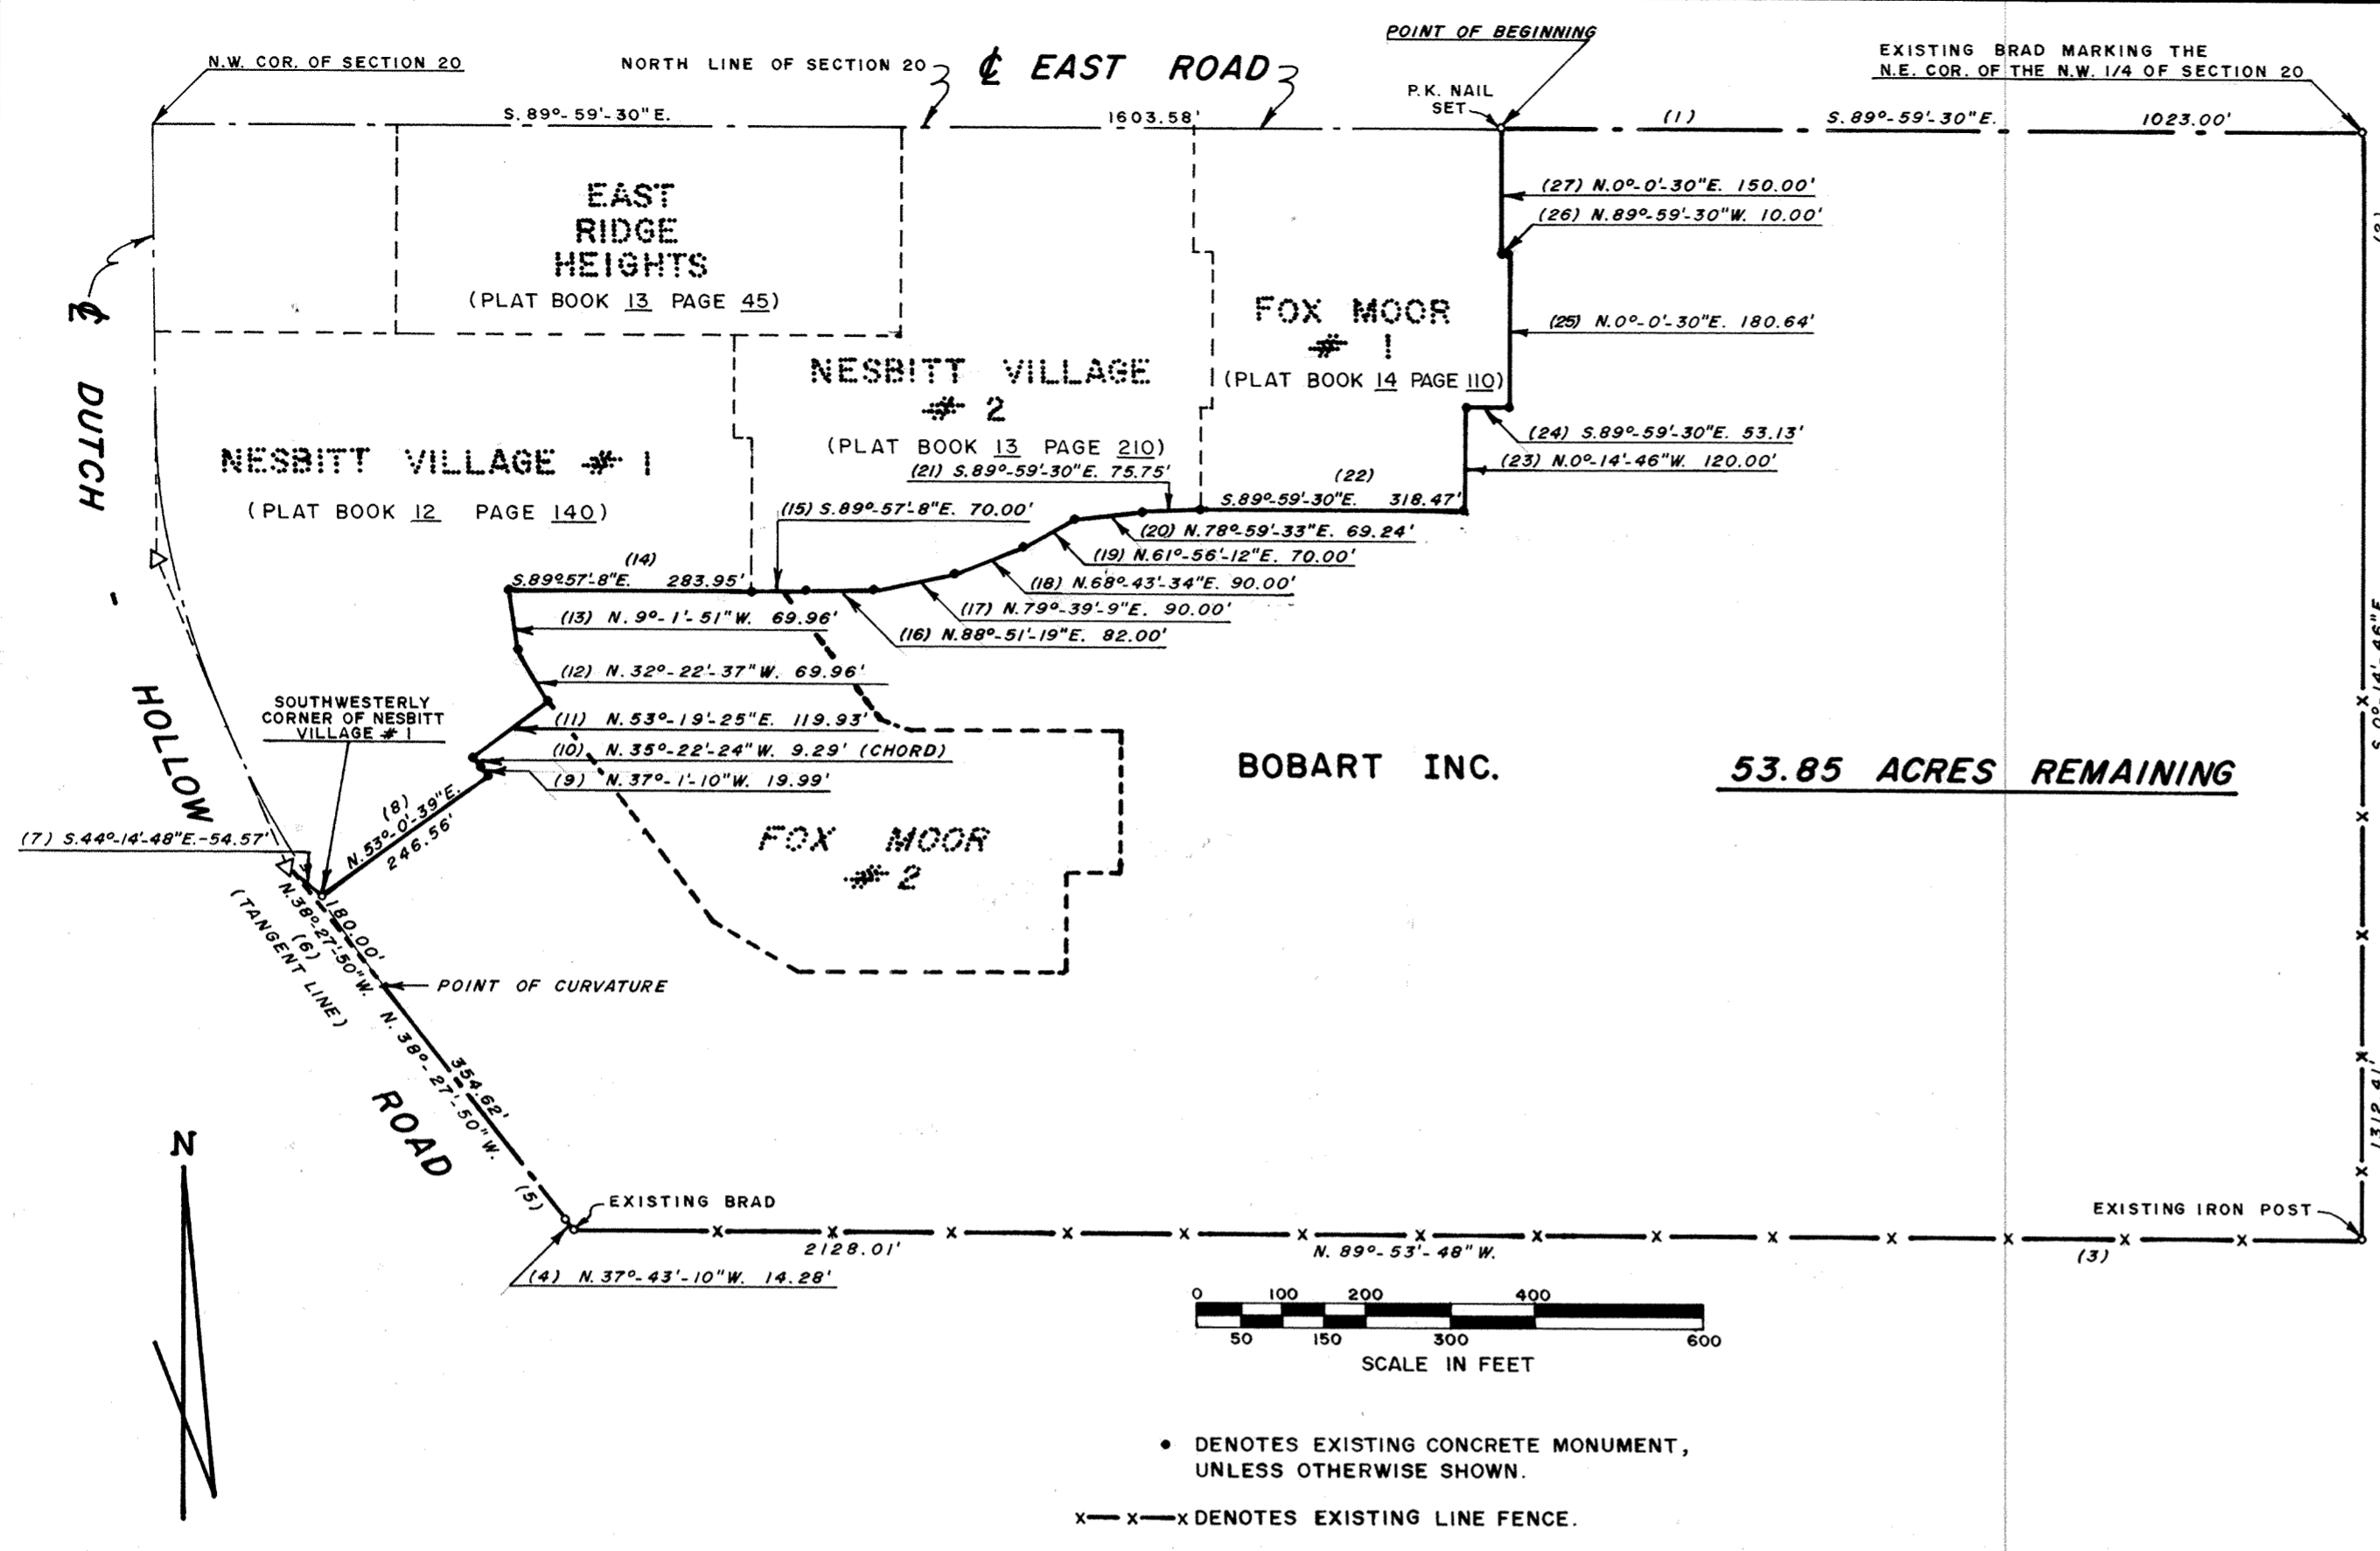 POINT OF BEGINNING
N.W. COR. OF SECTION 20
NORTH LINE OF SECTION 20
℄ EAST ROAD
EXISTING BRAD MARKING THE
N.E. COR. OF THE N.W. 1/4 OF SECTION 20
P.K. NAIL
SET
S. 89°-59'-30"E.
1603.58'
(1)
S.89°-59'-30"E.
1023.00'
(27) N.0°-0'-30"E. 150.00'
(26) N.89°-59'-30"W. 10.00'
EAST
RIDGE
HEIGHTS
(PLAT BOOK 13 PAGE 45)
(25) N.0°-0'-30"E. 180.64'
FOX MOOR
# 1
(PLAT BOOK 14 PAGE 110)
NESBITT VILLAGE
# 2
(PLAT BOOK 13 PAGE 210)
(24) S.89°-59'-30"E. 53.13'
(23) N.0°-14'-46"W. 120.00'
NESBITT VILLAGE # 1
(PLAT BOOK 12 PAGE 140)
(21) S.89°-59'-30"E. 75.75'
(22)
S.89°-59'-30"E. 318.47'
(15) S.89°-57'-8"E. 70.00'
(20) N.78°-59'-33"E. 69.24'
(19) N.61°-56'-12"E. 70.00'
(18) N.68°-43'-34"E. 90.00'
(17) N.79°-39'-9"E. 90.00'
(16) N.88°-51'-19"E. 82.00'
(14)
S.89°57'-8"E. 283.95'
(13) N. 9°-1'-51"W. 69.96'
(12) N. 32°-22'-37"W. 69.96'
(11) N. 53°-19'-25"E. 119.93'
(10) N. 35°-22'-24"W. 9.29' (CHORD)
(9) N. 37°-1'-10"W. 19.99'
SOUTHWESTERLY
CORNER OF NESBITT
VILLAGE # 1
(8)
N.53°-0'-39"E.
246.56'
(7) S.44°-14'-48"E.-54.57'
℄ DUTCH - HOLLOW ROAD
S.0°-14'-46"E.
1312.41'
BOBART INC.
53.85 ACRES REMAINING
FOX MOOR
# 2
180.00'
N.38°-27'-50"W.
(6)
(TANGENT LINE)
POINT OF CURVATURE
354.62'
N. 38°-27'-50"W.
(5)
N
EXISTING BRAD
EXISTING IRON POST
2128.01'
N. 89°-53'-48"W.
(3)
(4) N. 37°-43'-10"W. 14.28'
0 100 200 400
50 150 300 600
SCALE IN FEET
DENOTES EXISTING CONCRETE MONUMENT,
UNLESS OTHERWISE SHOWN.
x—x—x DENOTES EXISTING LINE FENCE.